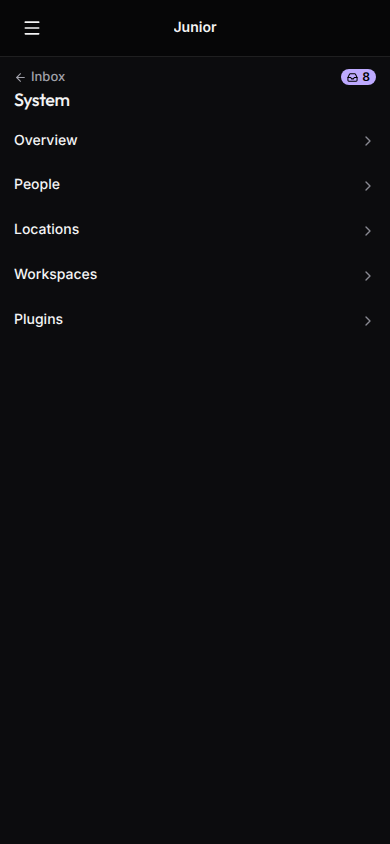 Junior
Inbox
8
System
Overview
People
Locations
Workspaces
Plugins